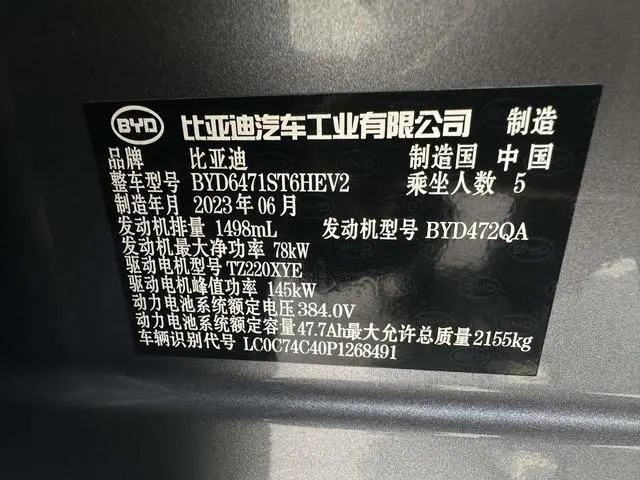 BYD 比亚迪汽车工业有限公司 制造
品牌 比亚迪 制造国 中国
整车型号 BYD6471ST6HEV2 乘坐人数 5
制造年月 2023年06月
发动机排量 1498mL 发动机型号 BYD472QA
发动机最大净功率 78kW
驱动电机型号 TZ220XYE
驱动电机峰值功率 145kW
动力电池系统额定电压 384.0V
动力电池系统额定容量 47.7Ah 最大允许总质量 2155kg
车辆识别代号 LC0C74C40P1268491